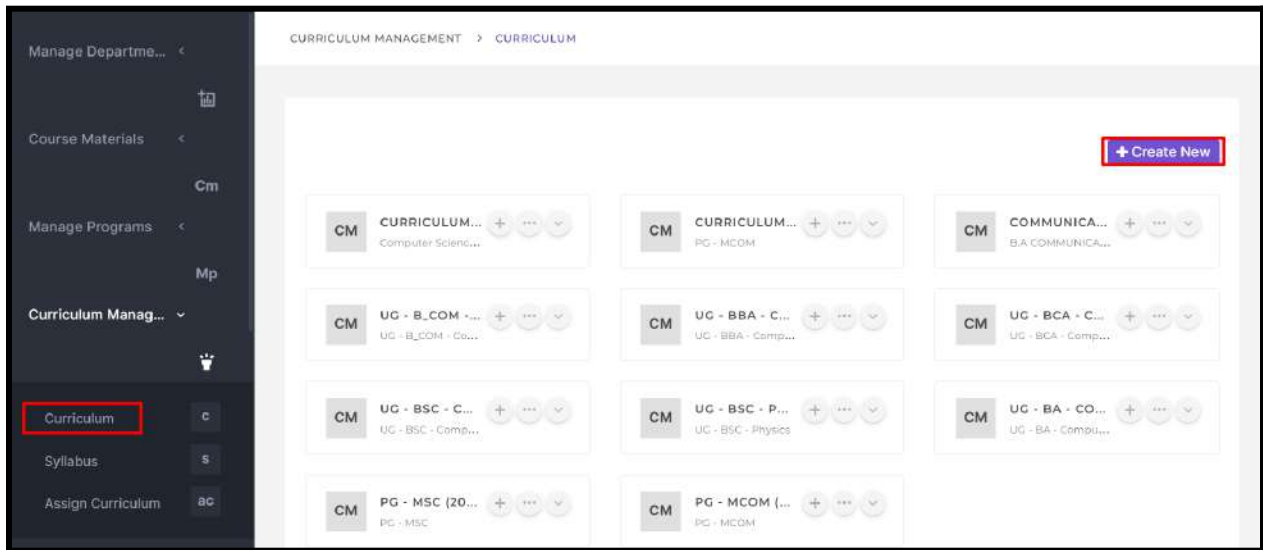 Manage Departme...
Course Materials
Cm
Manage Programs
Mp
Curriculum Manag...
Curriculum
C
Syllabus
S
Assign Curriculum
ac
CURRICULUM MANAGEMENT > CURRICULUM
+ Create New
CM
CURRICULUM...
Computer Scienc...
CM
CURRICULUM...
PG - MCOM
CM
COMMUNICA...
B.A COMMUNICA...
CM
UG - B_COM -...
UG - B_COM - Co...
CM
UG - BBA - C...
UG - BBA - Comp...
CM
UG - BCA - C...
UG - BCA - Comp...
CM
UG - BSC - C...
UG - BSC - Comp...
CM
UG - BSC - P...
UG - BSC - Physics
CM
UG - BA - CO...
UG - BA - Compu...
CM
PG - MSC (20...
PG - MSC
CM
PG - MCOM (...
PG - MCOM